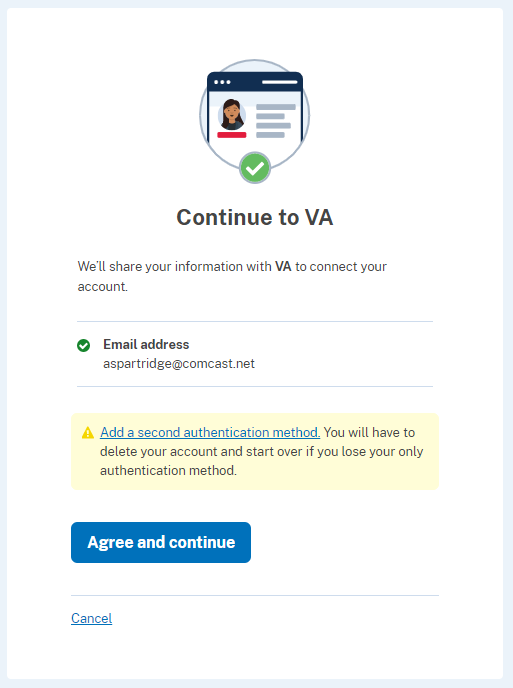 Continue to VA
We'll share your information with VA to connect your
account.
Email address
aspartridge@comcast.net
Add a second authentication method. You will have to
delete your account and start over if you lose your only
authentication method.
Agree and continue
Cancel